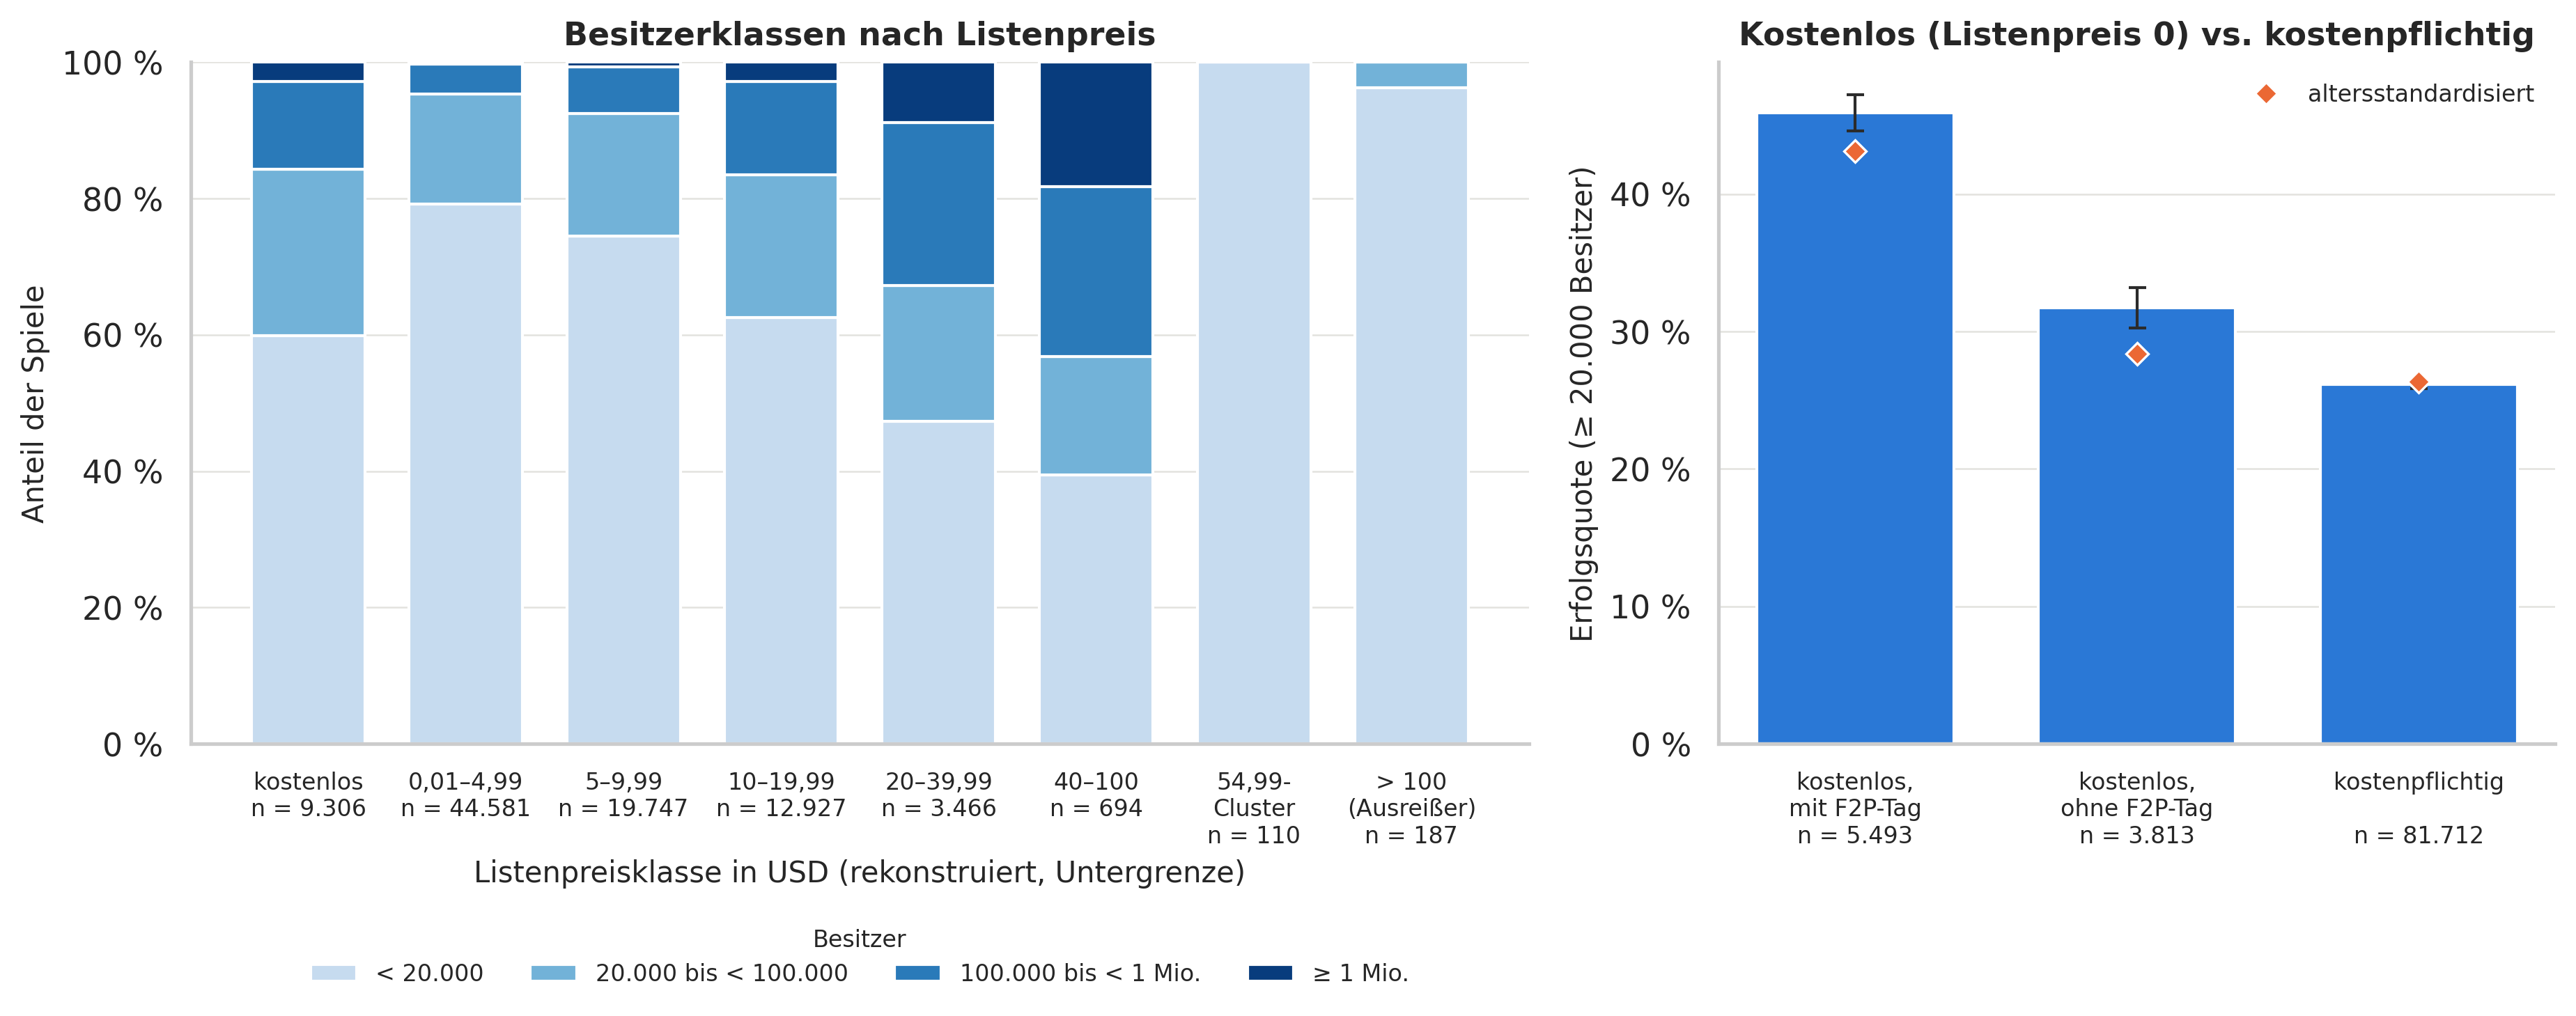 Besitzerklassen nach Listenpreis
100 %
80 %
60 %
40 %
20 %
0 %
Anteil der Spiele
kostenlos
n = 9.306
0,01–4,99
n = 44.581
5–9,99
n = 19.747
10–19,99
n = 12.927
20–39,99
n = 3.466
40–100
n = 694
54,99-
Cluster
n = 110
> 100
(Ausreißer)
n = 187
Listenpreisklasse in USD (rekonstruiert, Untergrenze)
Besitzer
< 20.000
20.000 bis < 100.000
100.000 bis < 1 Mio.
≥ 1 Mio.
Kostenlos (Listenpreis 0) vs. kostenpflichtig
altersstandardisiert
40 %
30 %
20 %
10 %
0 %
Erfolgsquote (≥ 20.000 Besitzer)
kostenlos,
mit F2P-Tag
n = 5.493
kostenlos,
ohne F2P-Tag
n = 3.813
kostenpflichtig
n = 81.712